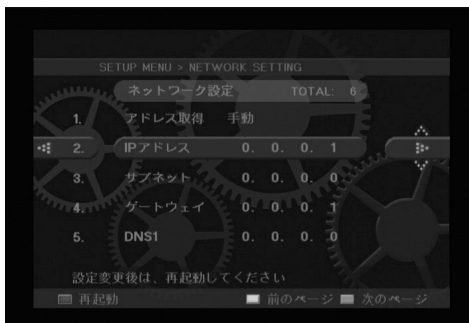 SETUP MENU > NETWORK SETTING
ネットワーク設定 TOTAL: 6
1. アドレス取得 手動
2. IPアドレス 0. 0. 0. 1
3. サブネット 0. 0. 0. 0
4. ゲートウェイ 0. 0. 0. 1
5. DNS1 0. 0. 0. 0
設定変更後は、再起動してください
再起動 前のページ 次のページ